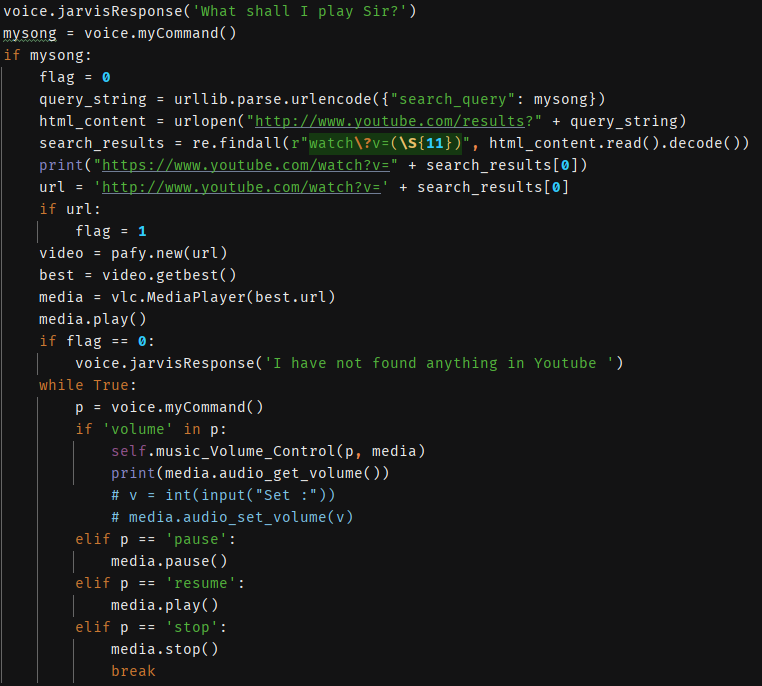 voice.jarvisResponse('What shall I play Sir?')
mysong = voice.myCommand()
if mysong:
    flag = 0
    query_string = urllib.parse.urlencode({"search_query": mysong})
    html_content = urlopen("http://www.youtube.com/results?" + query_string)
    search_results = re.findall(r"watch\?v=(\S{11})", html_content.read().decode())
    print("https://www.youtube.com/watch?v=" + search_results[0])
    url = 'http://www.youtube.com/watch?v=' + search_results[0]
    if url:
        flag = 1
    video = pafy.new(url)
    best = video.getbest()
    media = vlc.MediaPlayer(best.url)
    media.play()
    if flag == 0:
        voice.jarvisResponse('I have not found anything in Youtube ')
    while True:
        p = voice.myCommand()
        if 'volume' in p:
            self.music_Volume_Control(p, media)
            print(media.audio_get_volume())
            # v = int(input("Set :"))
            # media.audio_set_volume(v)
        elif p == 'pause':
            media.pause()
        elif p == 'resume':
            media.play()
        elif p == 'stop':
            media.stop()
            break